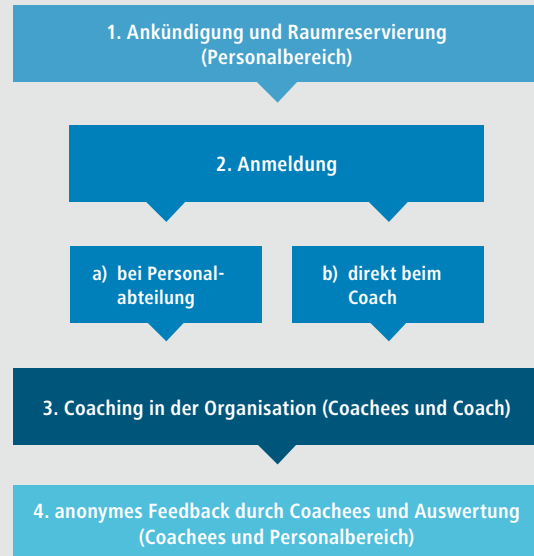 1. Ankündigung und Raumreservierung
(Personalbereich)
2. Anmeldung
a) bei Personal-
abteilung
b) direkt beim
Coach
3. Coaching in der Organisation (Coachees und Coach)
4. anonymes Feedback durch Coachees und Auswertung
(Coachees und Personalbereich)